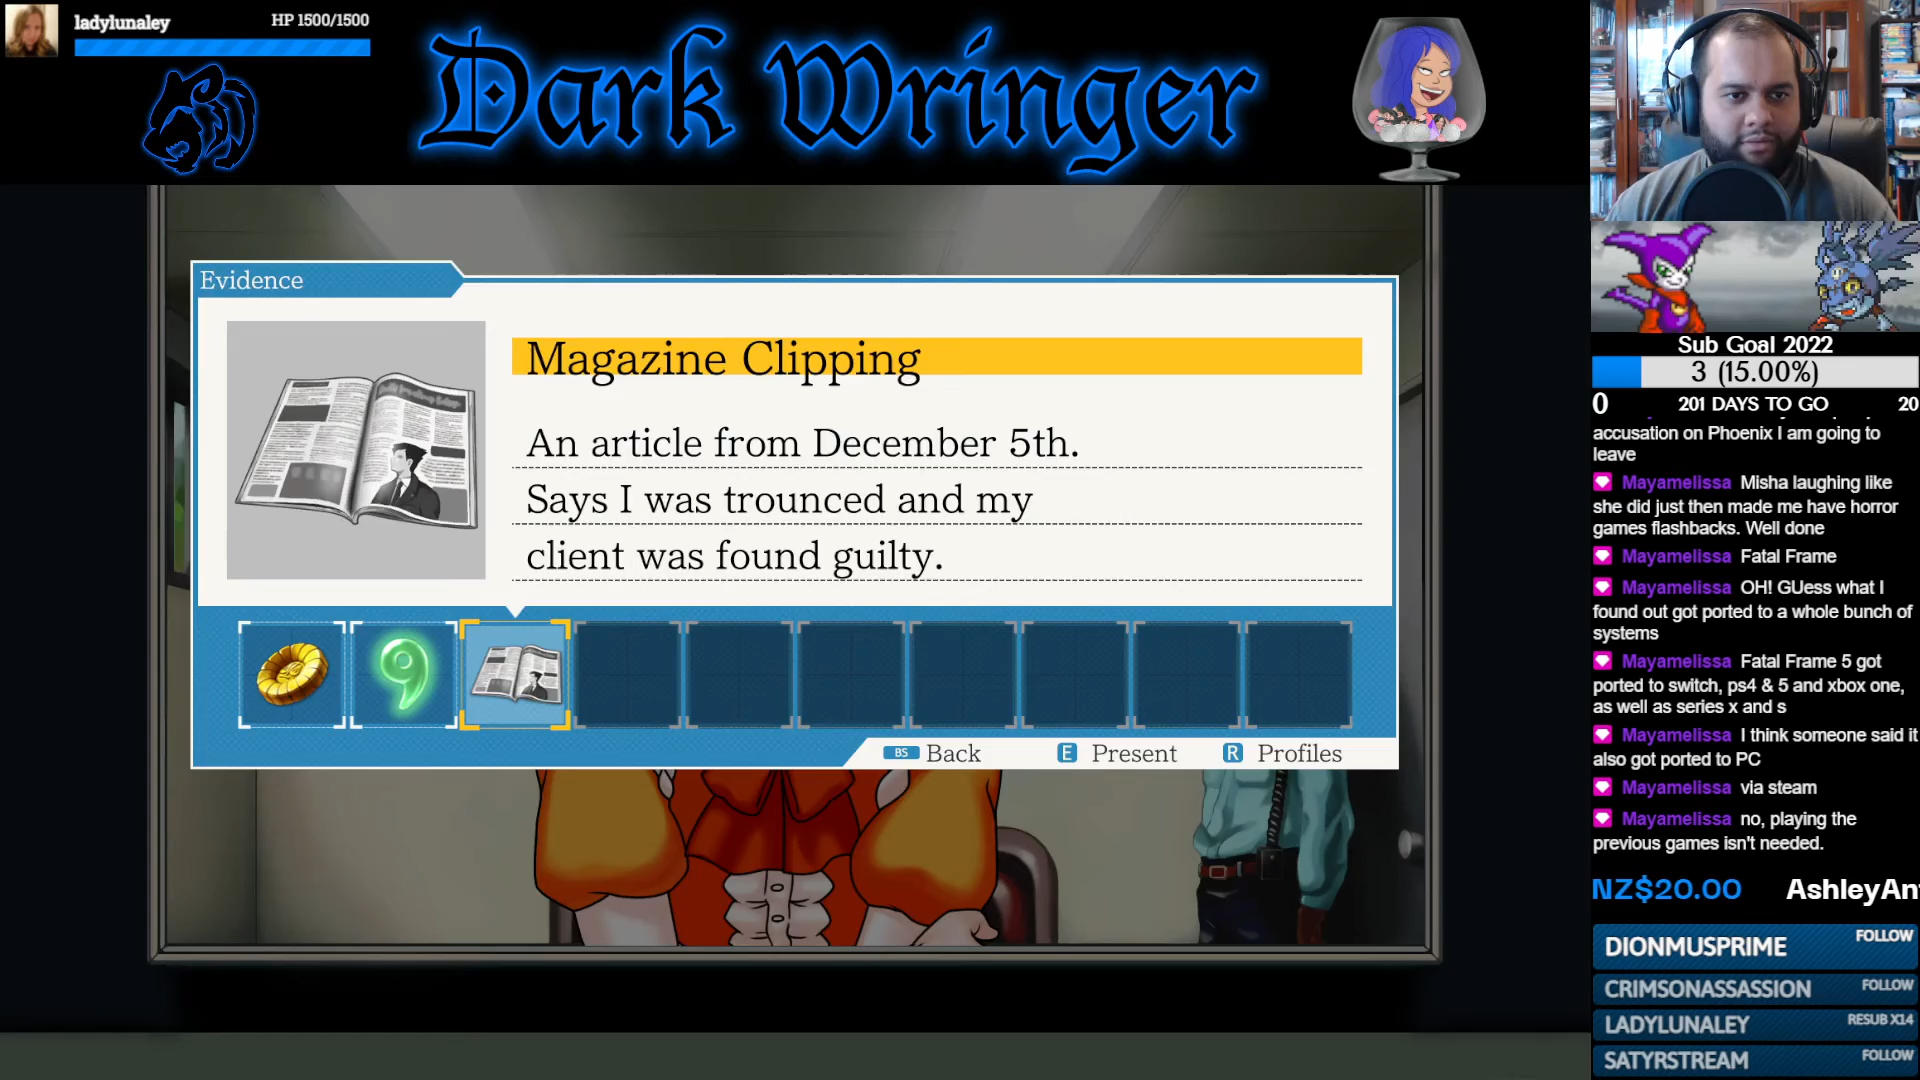 ladylunaley
HP 1500/1500
Dark Wringer
Evidence
Magazine Clipping
An article from December 5th.
Says I was trounced and my
client was found guilty.
BS Back
E Present
R Profiles
Sub Goal 2022
3 (15.00%)
0 201 DAYS TO GO 20
accusation on Phoenix I am going to
leave
Mayamelissa Misha laughing like
she did just then made me have horror
games flashbacks. Well done
Mayamelissa Fatal Frame
Mayamelissa OH! GUess what I
found out got ported to a whole bunch of
systems
Mayamelissa Fatal Frame 5 got
ported to switch, ps4 & 5 and xbox one,
as well as series x and s
Mayamelissa I think someone said it
also got ported to PC
Mayamelissa via steam
Mayamelissa no, playing the
previous games isn't needed.
NZ$20.00 AshleyAn
DIONMUSPRIME FOLLOW
CRIMSONASSASSION FOLLOW
LADYLUNALEY RESUB X14
SATYRSTREAM FOLLOW